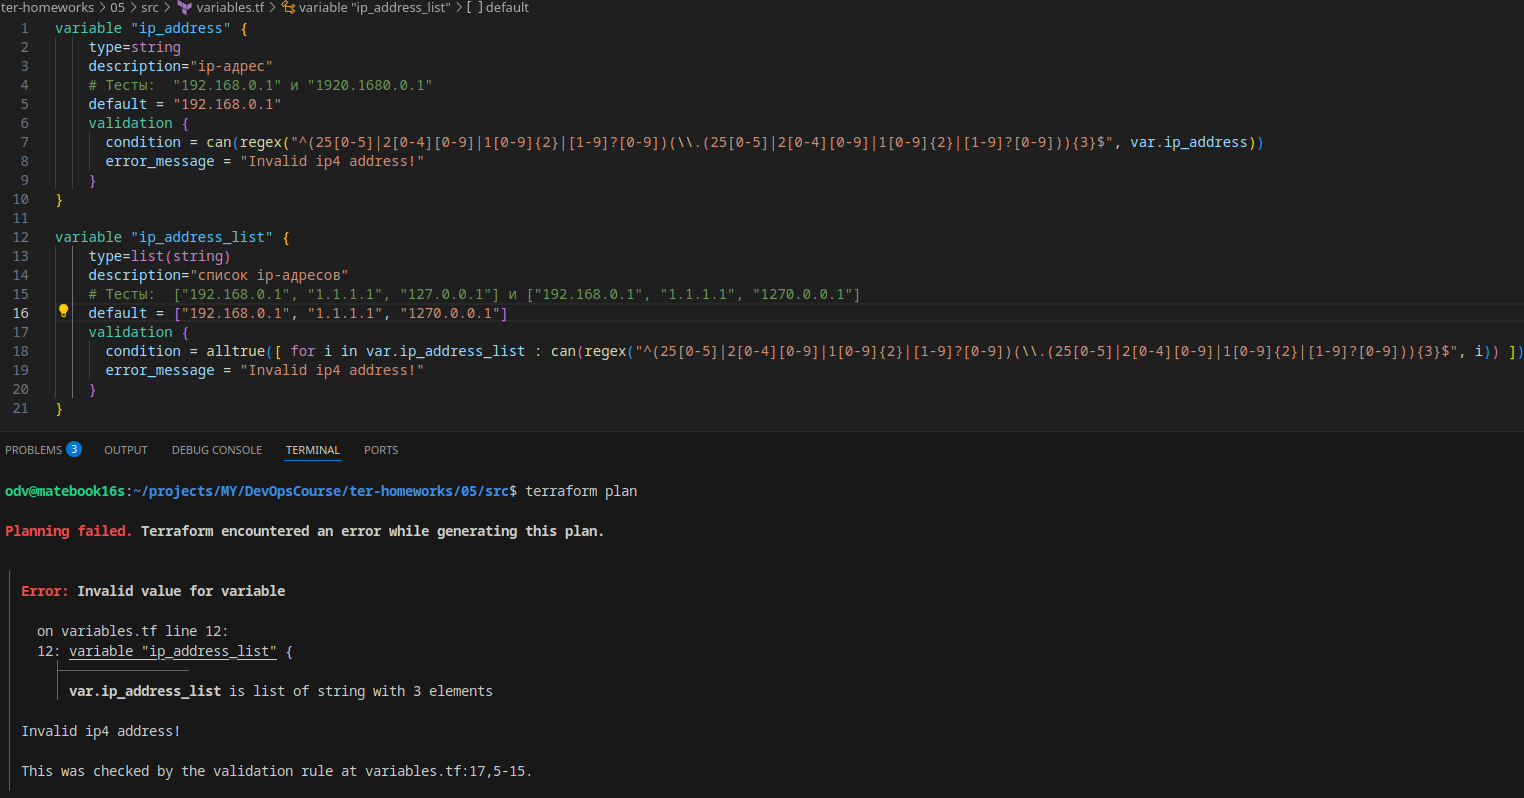 ter-homeworks > 05 > src > variables.tf > variable "ip_address_list" > [ ] default
1 variable "ip_address" {
2 type=string
3 description="ip-адрес"
4 # Тесты:  "192.168.0.1" и "1920.1680.0.1"
5 default = "192.168.0.1"
6 validation {
7 condition = can(regex("^(25[0-5]|2[0-4][0-9]|1[0-9]{2}|[1-9]?[0-9])(\\.(25[0-5]|2[0-4][0-9]|1[0-9]{2}|[1-9]?[0-9])){3}$", var.ip_address))
8 error_message = "Invalid ip4 address!"
9 }
10 }
11
12 variable "ip_address_list" {
13 type=list(string)
14 description="список ip-адресов"
15 # Тесты:  ["192.168.0.1", "1.1.1.1", "127.0.0.1"] и ["192.168.0.1", "1.1.1.1", "1270.0.0.1"]
16 default = ["192.168.0.1", "1.1.1.1", "1270.0.0.1"]
17 validation {
18 condition = alltrue([ for i in var.ip_address_list : can(regex("^(25[0-5]|2[0-4][0-9]|1[0-9]{2}|[1-9]?[0-9])(\\.(25[0-5]|2[0-4][0-9]|1[0-9]{2}|[1-9]?[0-9])){3}$", i)) ])
19 error_message = "Invalid ip4 address!"
20 }
21 }
PROBLEMS 3 OUTPUT DEBUG CONSOLE TERMINAL PORTS
odv@matebook16s:~/projects/MY/DevOpsCourse/ter-homeworks/05/src$ terraform plan
Planning failed. Terraform encountered an error while generating this plan.
Error: Invalid value for variable
on variables.tf line 12:
12: variable "ip_address_list" {
var.ip_address_list is list of string with 3 elements
Invalid ip4 address!
This was checked by the validation rule at variables.tf:17,5-15.